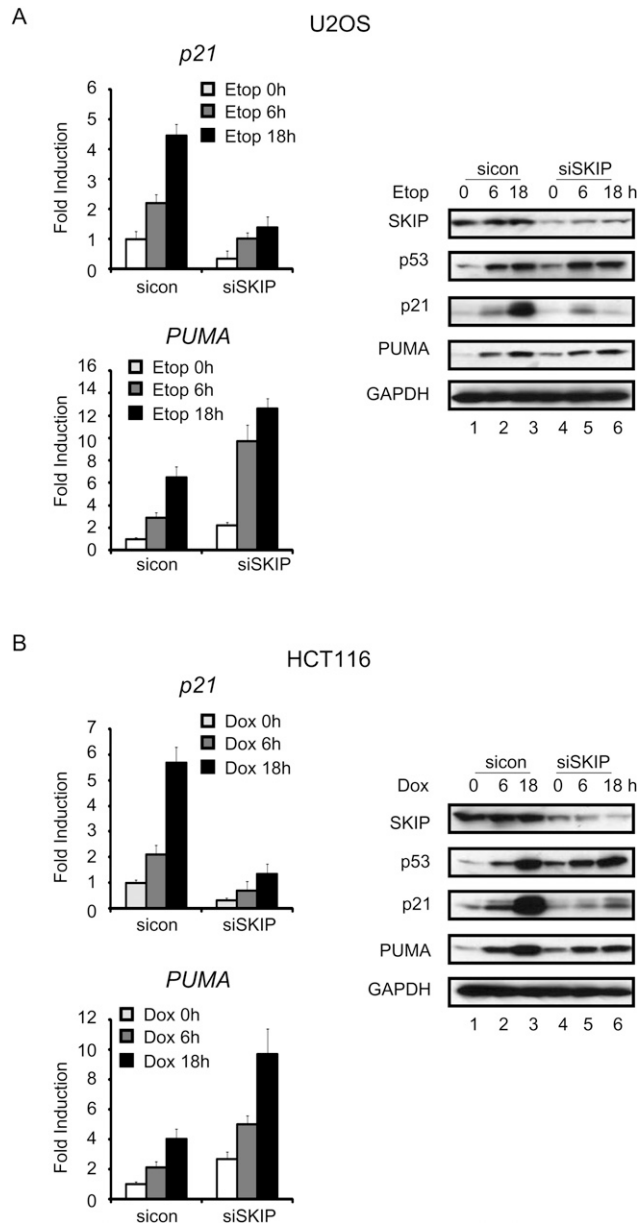 A
U2OS
p21
Fold Induction
6
5
4
3
2
1
0
Etop 0h
Etop 6h
Etop 18h
sicon siSKIP
PUMA
Fold Induction
16
14
12
10
8
6
4
2
0
Etop 0h
Etop 6h
Etop 18h
sicon siSKIP
sicon siSKIP
Etop 0 6 18 0 6 18 h
SKIP
p53
p21
PUMA
GAPDH
1 2 3 4 5 6
B
HCT116
p21
Fold Induction
7
6
5
4
3
2
1
0
Dox 0h
Dox 6h
Dox 18h
sicon siSKIP
PUMA
Fold Induction
12
10
8
6
4
2
0
Dox 0h
Dox 6h
Dox 18h
sicon siSKIP
sicon siSKIP
Dox 0 6 18 0 6 18 h
SKIP
p53
p21
PUMA
GAPDH
1 2 3 4 5 6